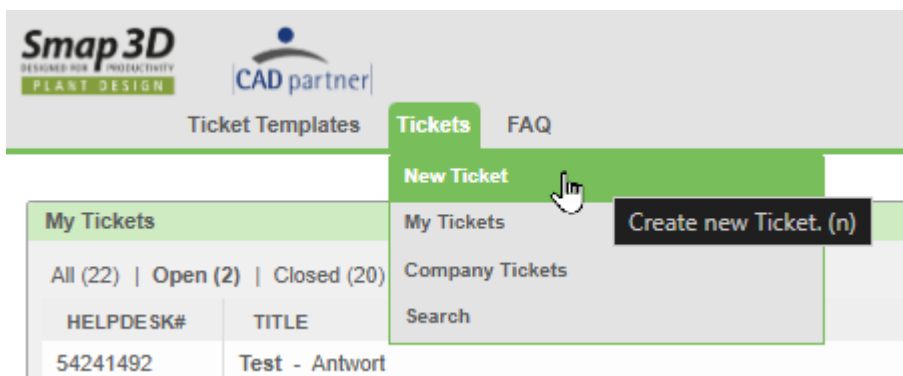 Smap 3D
DESIGNED FOR PRODUCTIVITY
PLANT DESIGN
CAD partner
Ticket Templates Tickets FAQ
New Ticket
My Tickets
Company Tickets
Search
Create new Ticket. (n)
My Tickets
All (22) | Open (2) | Closed (20)
HELPDESK# TITLE
54241492 Test - Antwort